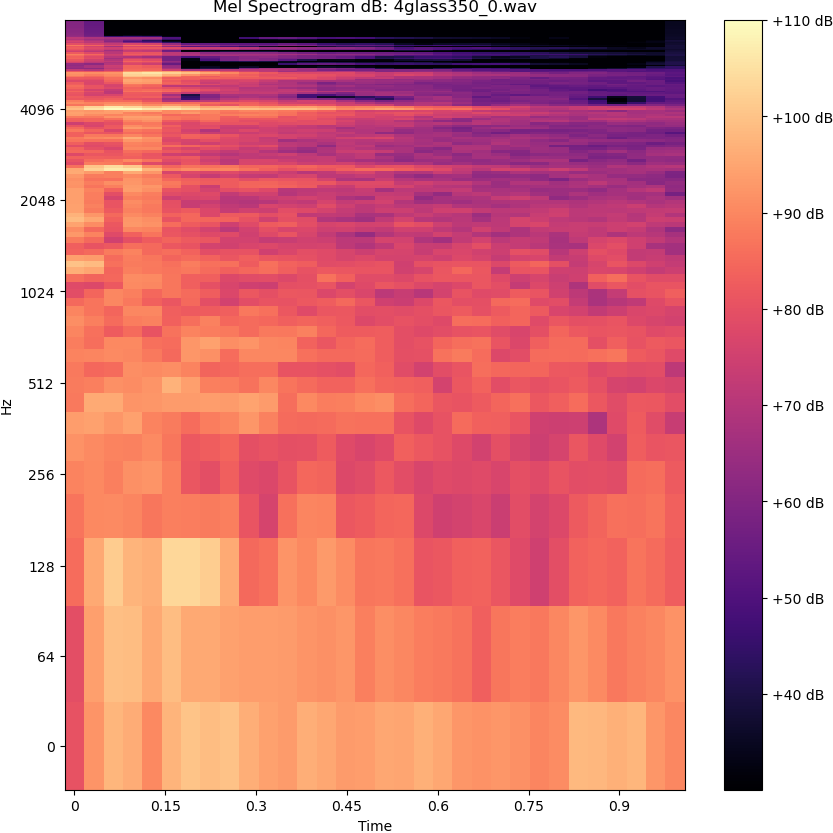 Mel Spectrogram dB: 4glass350_0.wav
+110 dB
4096
+100 dB
2048
+90 dB
1024
+80 dB
512
Hz
+70 dB
256
+60 dB
128
+50 dB
64
+40 dB
0
0 0.15 0.3 0.45 0.6 0.75 0.9
Time